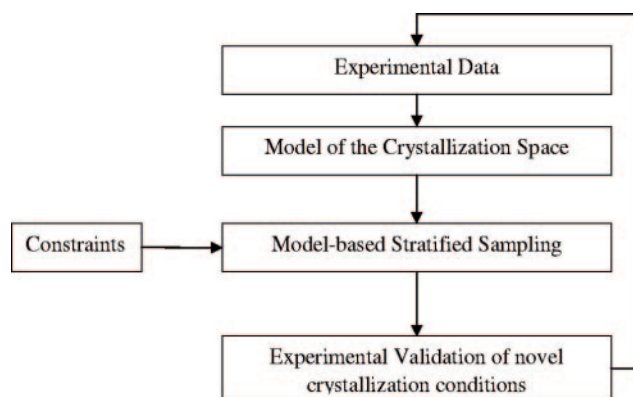 Experimental Data
Model of the Crystallization Space
Constraints
Model-based Stratified Sampling
Experimental Validation of novel
crystallization conditions